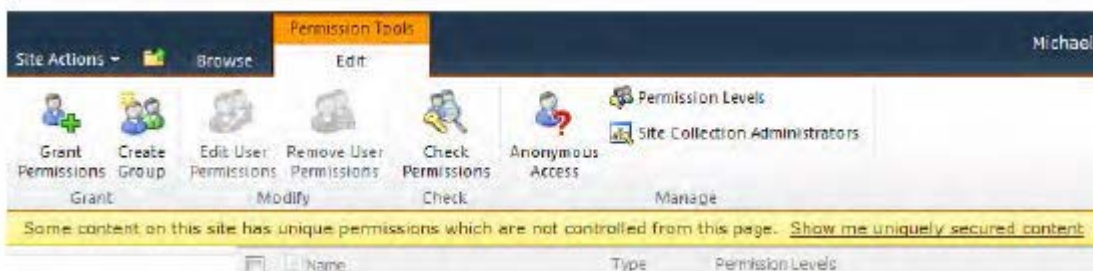 Permission Tools
Site Actions Browse Edit Michael
Permission Levels
Site Collection Administrators
Grant Create Edit User Remove User Check Anonymous
Permissions Group Permissions Permissions Permissions Access
Grant Modify Check Manage
Some content on this site has unique permissions which are not controlled from this page. Show me uniquely secured content
Name Type Permission Levels